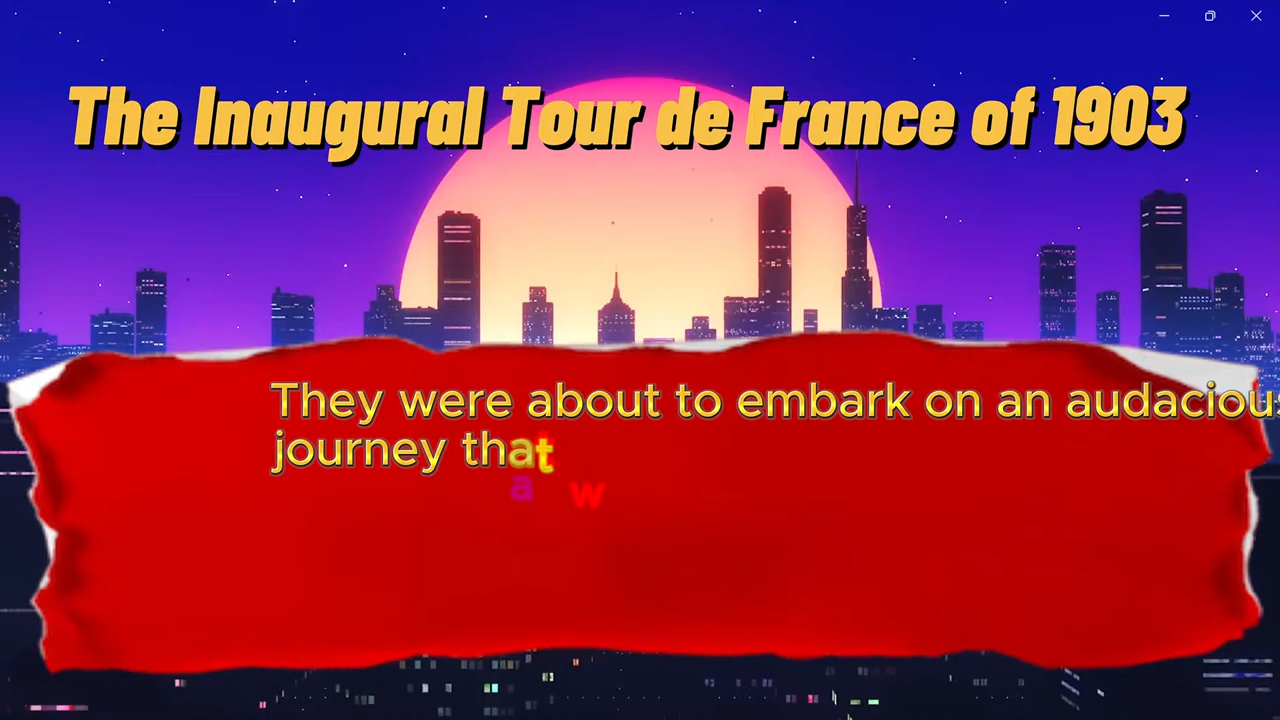 The Inaugural Tour de France of 1903
They were about to embark on an audacious
journey that
a w